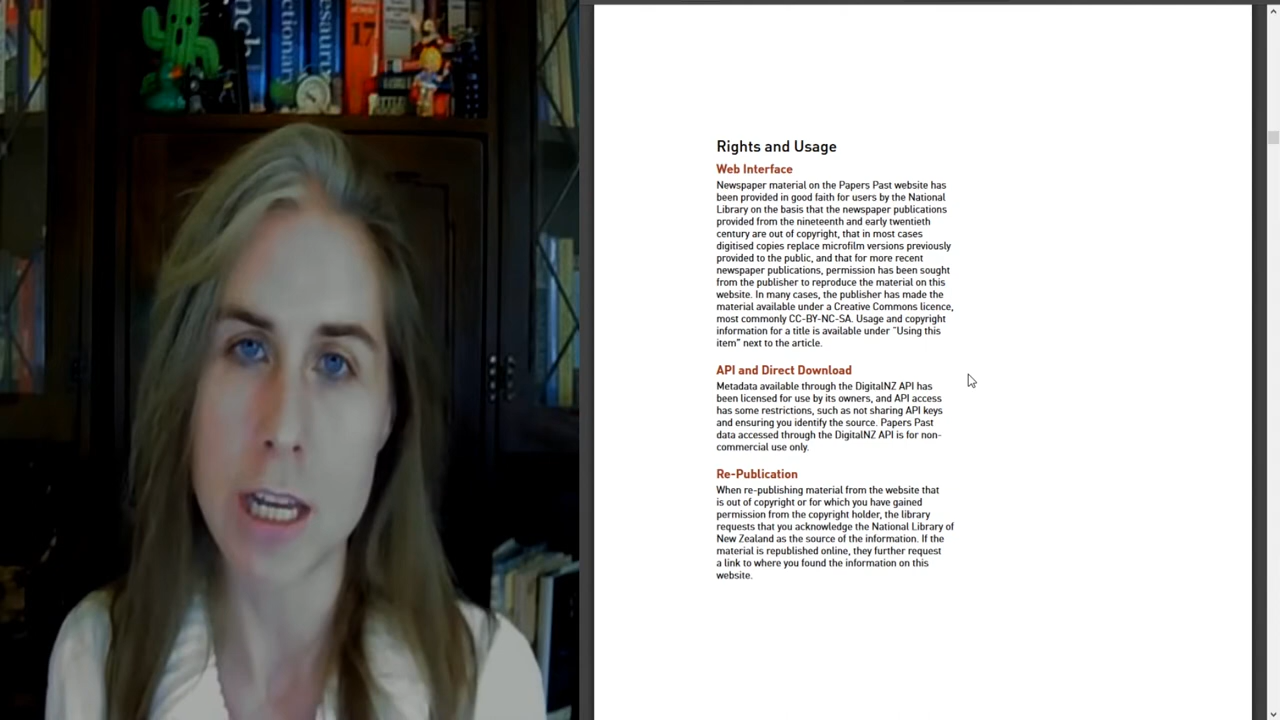 nch
ctionary
esaurus
17
Rights and Usage
Web Interface
Newspaper material on the Papers Past website has
been provided in good faith for users by the National
Library on the basis that the newspaper publications
provided from the nineteenth and early twentieth
century are out of copyright, that in most cases
digitised copies replace microfilm versions previously
provided to the public, and that for more recent
newspaper publications, permission has been sought
from the publisher to reproduce the material on this
website. In many cases, the publisher has made the
material available under a Creative Commons licence,
most commonly CC-BY-NC-SA. Usage and copyright
information for a title is available under “Using this
item” next to the article.
API and Direct Download
Metadata available through the DigitalNZ API has
been licensed for use by its owners, and API access
has some restrictions, such as not sharing API keys
and ensuring you identify the source. Papers Past
data accessed through the DigitalNZ API is for non-
commercial use only.
Re-Publication
When re-publishing material from the website that
is out of copyright or for which you have gained
permission from the copyright holder, the library
requests that you acknowledge the National Library of
New Zealand as the source of the information. If the
material is republished online, they further request
a link to where you found the information on this
website.